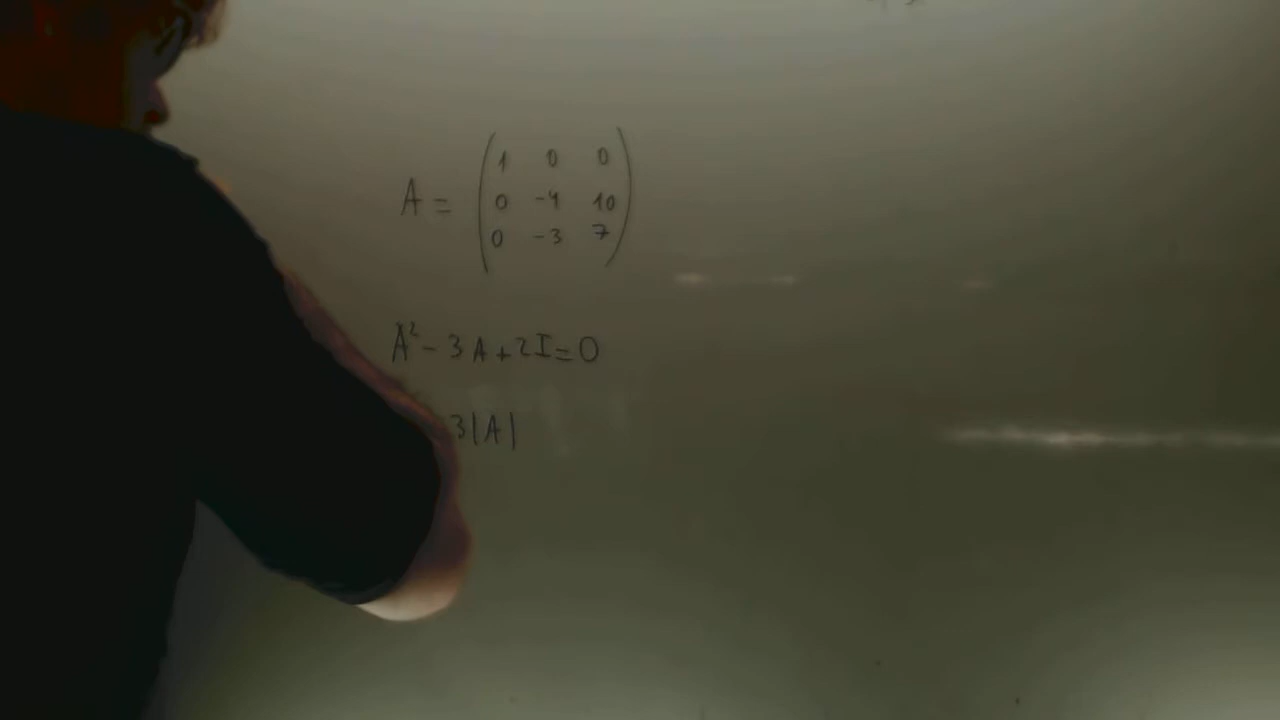 A = ( 1 0 0
0 -4 10
0 -3 7 )
A² - 3A + 2I = 0
3|A|